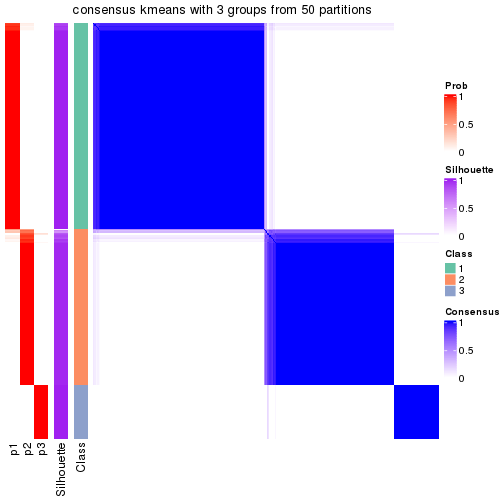 consensus kmeans with 3 groups from 50 partitions
Prob
1
0.5
0
Silhouette
1
0.5
0
Class
1
2
3
Consensus
1
0.5
0
p1
p2
p3
Silhouette
Class